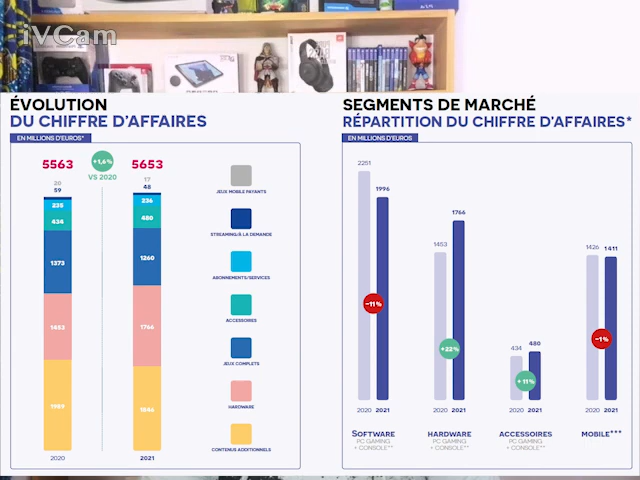 iVCam
ÉVOLUTION
DU CHIFFRE D'AFFAIRES
EN MILLIONS D'EUROS*
5563
+1,6%
VS 2020
5653
20
59
235
434
1373
1453
1989
2020
17
48
236
480
1260
1766
1846
2021
JEUX MOBILE PAYANTS
STREAMING/À LA DEMANDE
ABONNEMENTS/SERVICES
ACCESSOIRES
JEUX COMPLETS
HARDWARE
CONTENUS ADDITIONNELS
SEGMENTS DE MARCHÉ
RÉPARTITION DU CHIFFRE D'AFFAIRES*
EN MILLIONS D'EUROS
2251
1996
-11%
2020 2021
SOFTWARE
PC GAMING
+ CONSOLE**
1453
1766
+22%
2020 2021
HARDWARE
PC GAMING
+ CONSOLE**
434
480
+11%
2020 2021
ACCESSOIRES
PC GAMING
+ CONSOLE**
1426
1411
-1%
2020 2021
MOBILE***